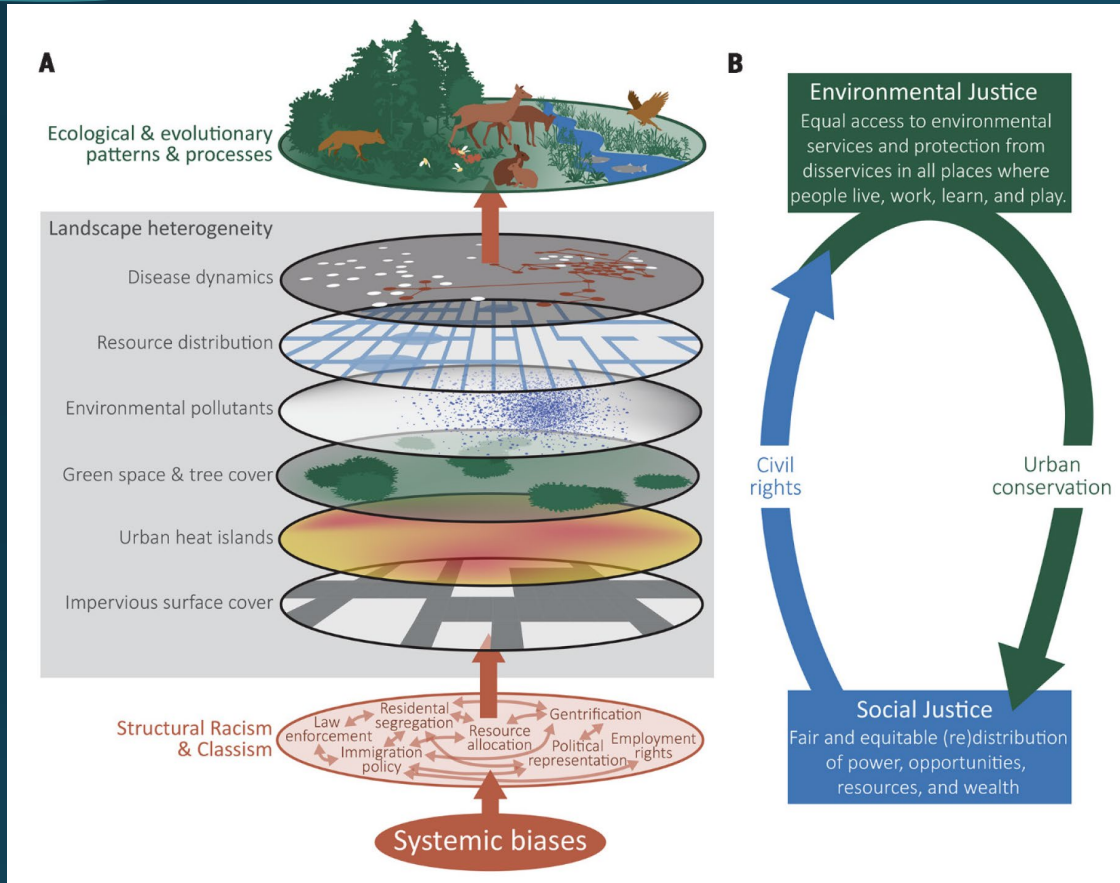 A
Ecological & evolutionary
patterns & processes
Landscape heterogeneity
Disease dynamics
Resource distribution
Environmental pollutants
Green space & tree cover
Urban heat islands
Impervious surface cover
Structural Racism
& Classism
Law
enforcement
Residental
segregation
Immigration
policy
Resource
allocation
Gentrification
Political
representation
Employment
rights
Systemic biases
B
Environmental Justice
Equal access to environmental
services and protection from
disservices in all places where
people live, work, learn, and play.
Civil
rights
Urban
conservation
Social Justice
Fair and equitable (re)distribution
of power, opportunities,
resources, and wealth